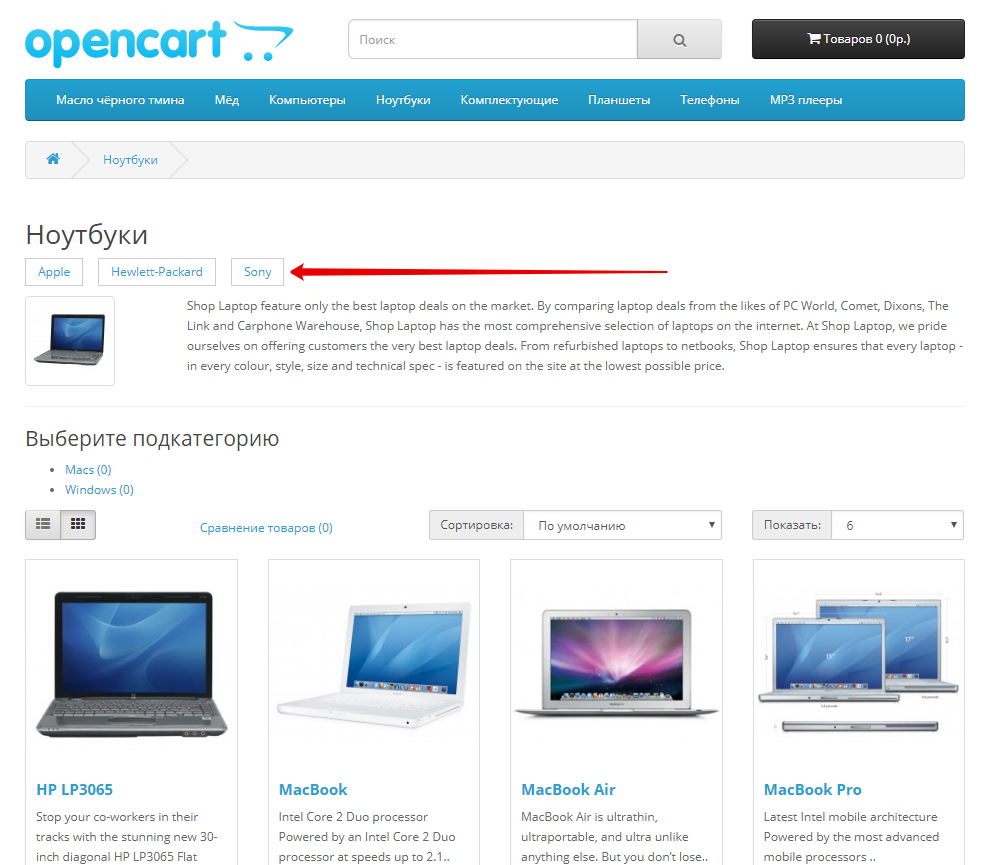 opencart
Поиск
Товаров 0 (0р.)
Масло чёрного тмина Мёд Компьютеры Ноутбуки Комплектующие Планшеты Телефоны MP3 плееры
Ноутбуки
Ноутбуки
Apple Hewlett-Packard Sony
Shop Laptop feature only the best laptop deals on the market. By comparing laptop deals from the likes of PC World, Comet, Dixons, The
Link and Carphone Warehouse, Shop Laptop has the most comprehensive selection of laptops on the internet. At Shop Laptop, we pride
ourselves on offering customers the very best laptop deals. From refurbished laptops to netbooks, Shop Laptop ensures that every laptop -
in every colour, style, size and technical spec - is featured on the site at the lowest possible price.
Выберите подкатегорию
Macs (0)
Windows (0)
Сравнение товаров (0)
Сортировка: По умолчанию
Показать: 6
15"
17"
HP LP3065
Stop your co-workers in their
tracks with the stunning new 30-
inch diagonal HP LP3065 Flat
MacBook
Intel Core 2 Duo processor
Powered by an Intel Core 2 Duo
processor at speeds up to 2.1..
MacBook Air
MacBook Air is ultrathin,
ultraportable, and ultra unlike
anything else. But you don’t lose..
MacBook Pro
Latest Intel mobile architecture
Powered by the most advanced
mobile processors ..